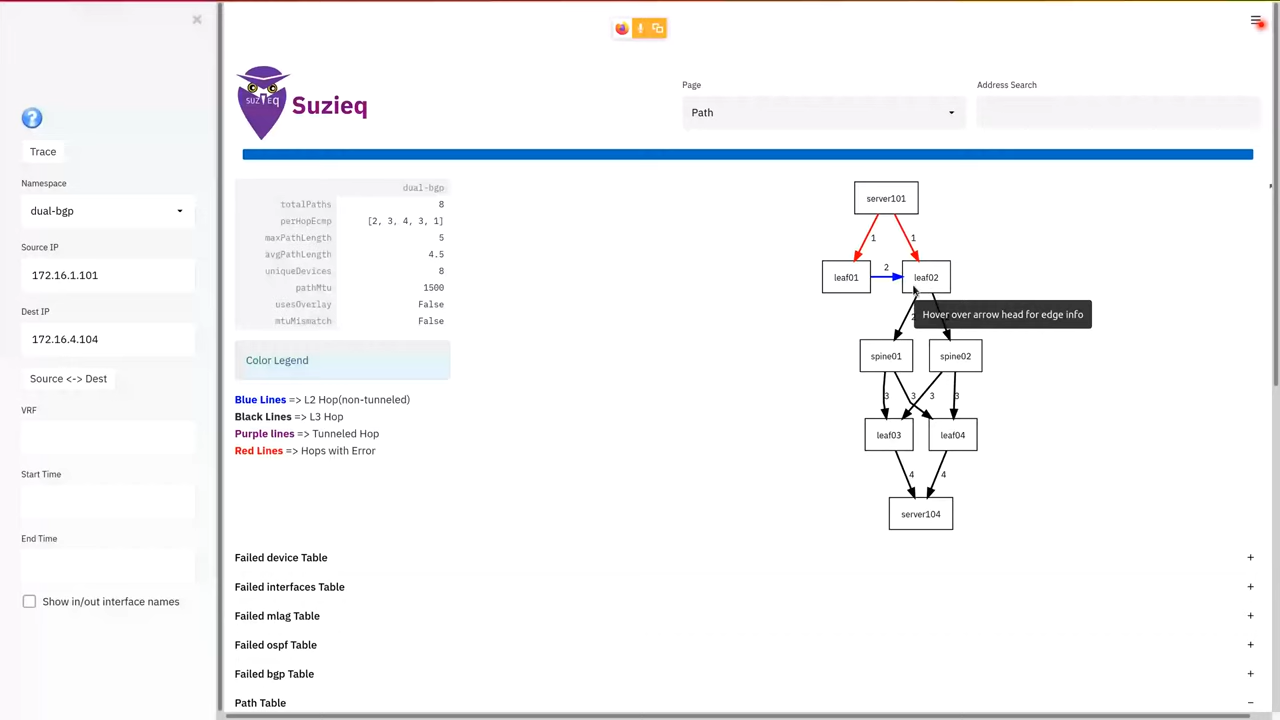 Trace
Namespace
dual-bgp
Source IP
172.16.1.101
Dest IP
172.16.4.104
Source <-> Dest
VRF
Start Time
End Time
Show in/out interface names
SUZIEQ
Suzieq
Page
Path
Address Search
dual-bgp
totalPaths 8
perHopEcmp [2, 3, 4, 3, 1]
maxPathLength 5
avgPathLength 4.5
uniqueDevices 8
pathMtu 1500
usesOverlay False
mtuMismatch False
Color Legend
Blue Lines => L2 Hop(non-tunneled)
Black Lines => L3 Hop
Purple lines => Tunneled Hop
Red Lines => Hops with Error
server101
1 1
leaf01 2 leaf02
Hover over arrow head for edge info
spine01 spine02
3 3 3 3
leaf03 leaf04
4 4
server104
Failed device Table +
Failed interfaces Table +
Failed mlag Table +
Failed ospf Table +
Failed bgp Table +
Path Table −